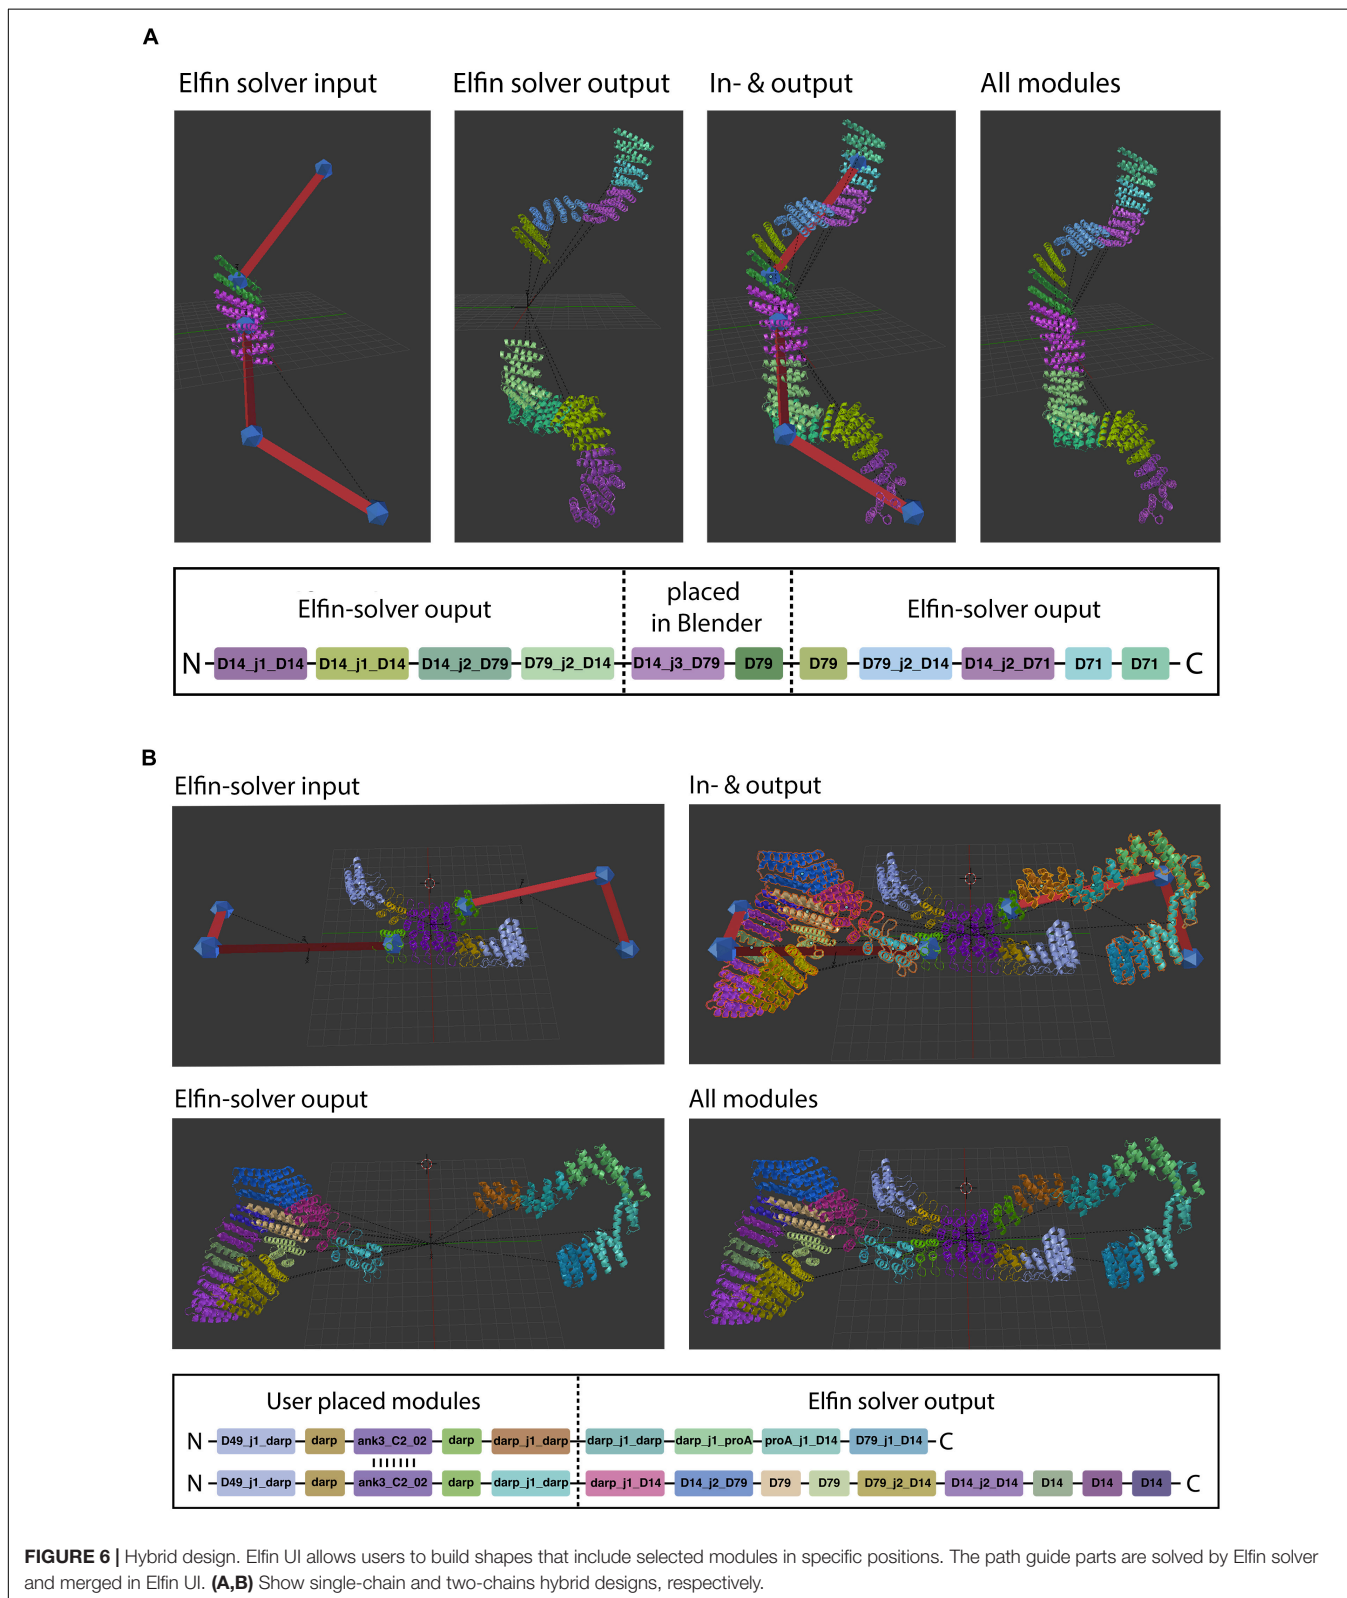 A
Elfin solver input
Elfin solver output
In- & output
All modules
Elfin-solver ouput
placed
in Blender
Elfin-solver ouput
N D14_j1_D14 D14_j1_D14 D14_j2_D79 D79_j2_D14 D14_j3_D79 D79 D79 D79_j2_D14 D14_j2_D71 D71 D71 C
B
Elfin-solver input
In- & output
Elfin-solver ouput
All modules
User placed modules
Elfin solver output
N D49_j1_darp darp ank3_C2_02 darp darp_j1_darp darp_j1_darp darp_j1_proA proA_j1_D14 D79_j1_D14 C
N D49_j1_darp darp ank3_C2_02 darp darp_j1_darp darp_j1_D14 D14_j2_D79 D79 D79 D79_j2_D14 D14_j2_D14 D14 D14 D14 C
FIGURE 6 | Hybrid design. Elfin UI allows users to build shapes that include selected modules in specific positions. The path guide parts are solved by Elfin solver
and merged in Elfin UI. (A,B) Show single-chain and two-chains hybrid designs, respectively.